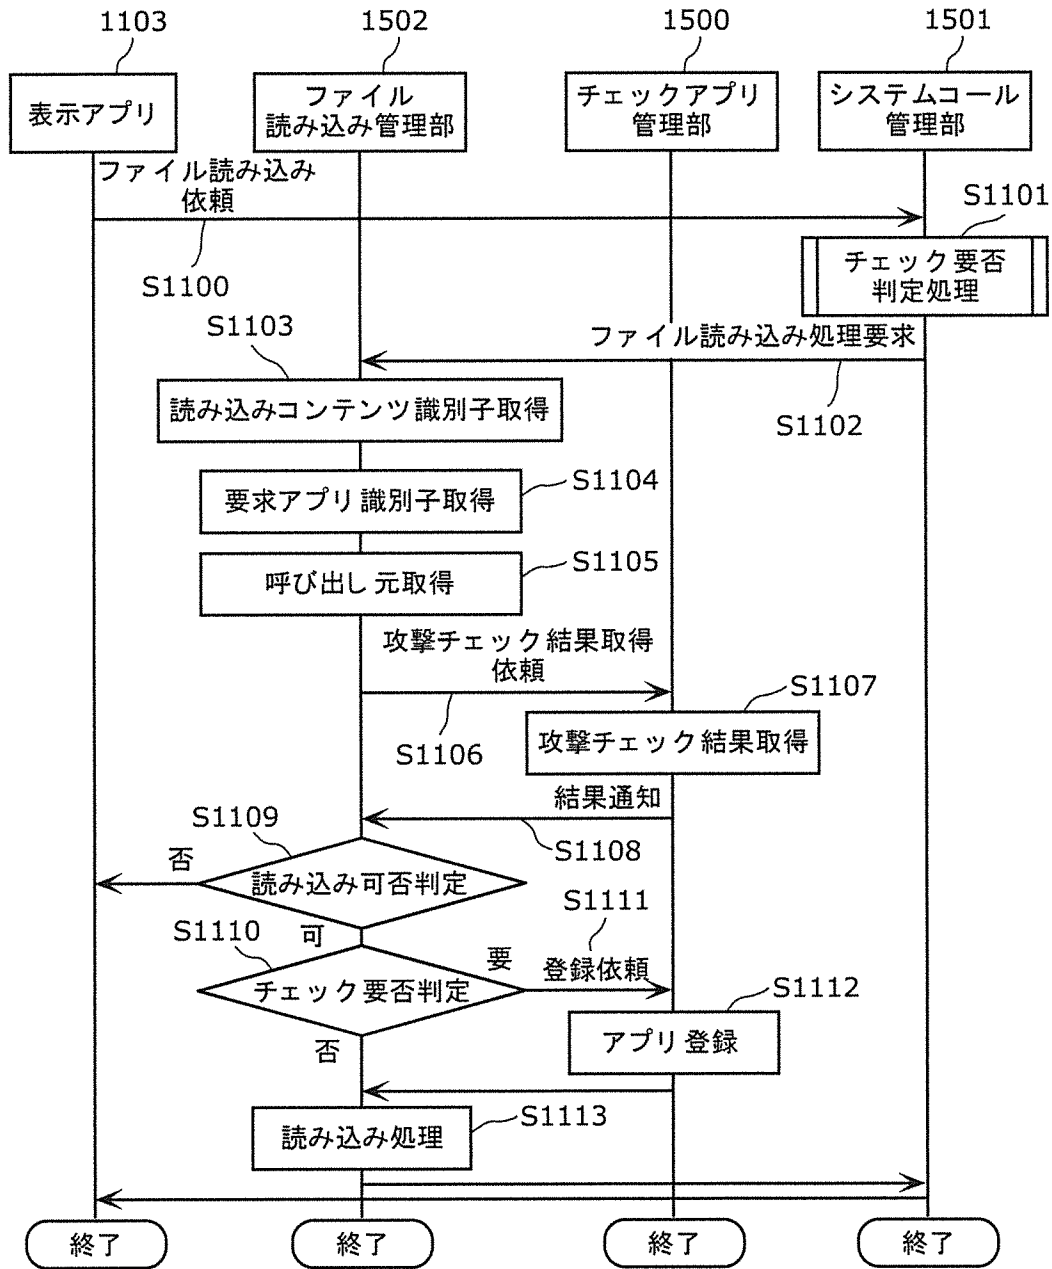 1103
1502
1500
1501
表示アプリ
ファイル
読み込み管理部
チェックアプリ
管理部
システムコール
管理部
ファイル読み込み
依頼
S1100
S1101
チェック要否
判定処理
ファイル読み込み処理要求
S1102
S1103
読み込みコンテンツ識別子取得
要求アプリ識別子取得
S1104
呼び出し元取得
S1105
攻撃チェック結果取得
依頼
S1106
S1107
攻撃チェック結果取得
結果通知
S1108
S1109
否
読み込み可否判定
可
S1110
チェック要否判定
要
S1111
登録依頼
否
S1112
アプリ登録
読み込み処理
S1113
終了
終了
終了
終了